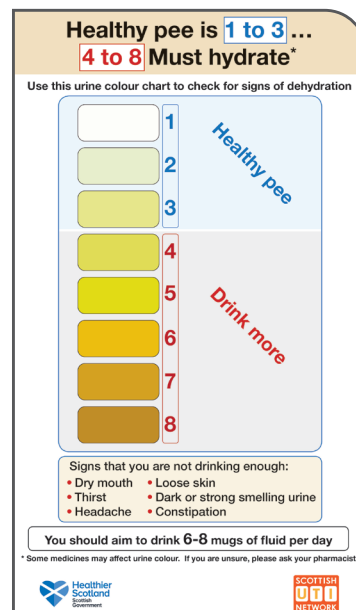 Healthy pee is 1 to 3 ...
4 to 8 Must hydrate*
Use this urine colour chart to check for signs of dehydration
1
2
3
Healthy pee
4
5
6
7
8
Drink more
Signs that you are not drinking enough:
• Dry mouth • Loose skin
• Thirst • Dark or strong smelling urine
• Headache • Constipation
You should aim to drink 6-8 mugs of fluid per day
* Some medicines may affect urine colour. If you are unsure, please ask your pharmacist
Healthier
Scotland
Scottish
Government
SCOTTISH
UTI
NETWORK